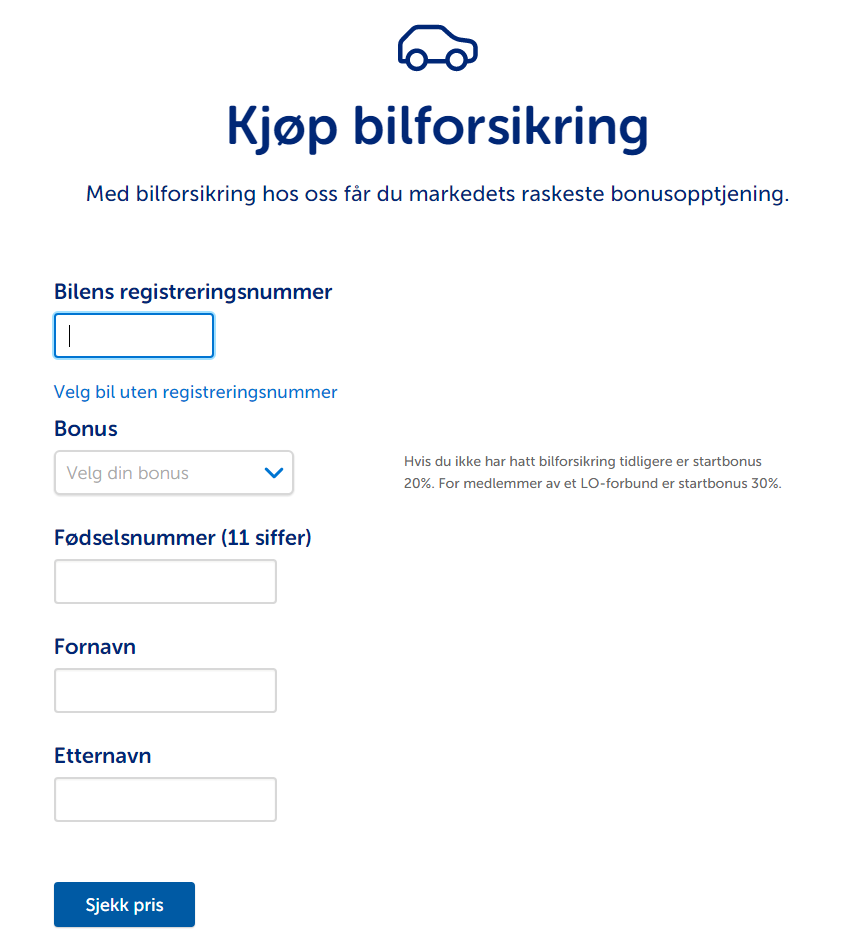 Kjøp bilforsikring
Med bilforsikring hos oss får du markedets raskeste bonusopptjening.
Bilens registreringsnummer
Velg bil uten registreringsnummer
Bonus
Velg din bonus
Hvis du ikke har hatt bilforsikring tidligere er startbonus
20%. For medlemmer av et LO-forbund er startbonus 30%.
Fødselsnummer (11 siffer)
Fornavn
Etternavn
Sjekk pris